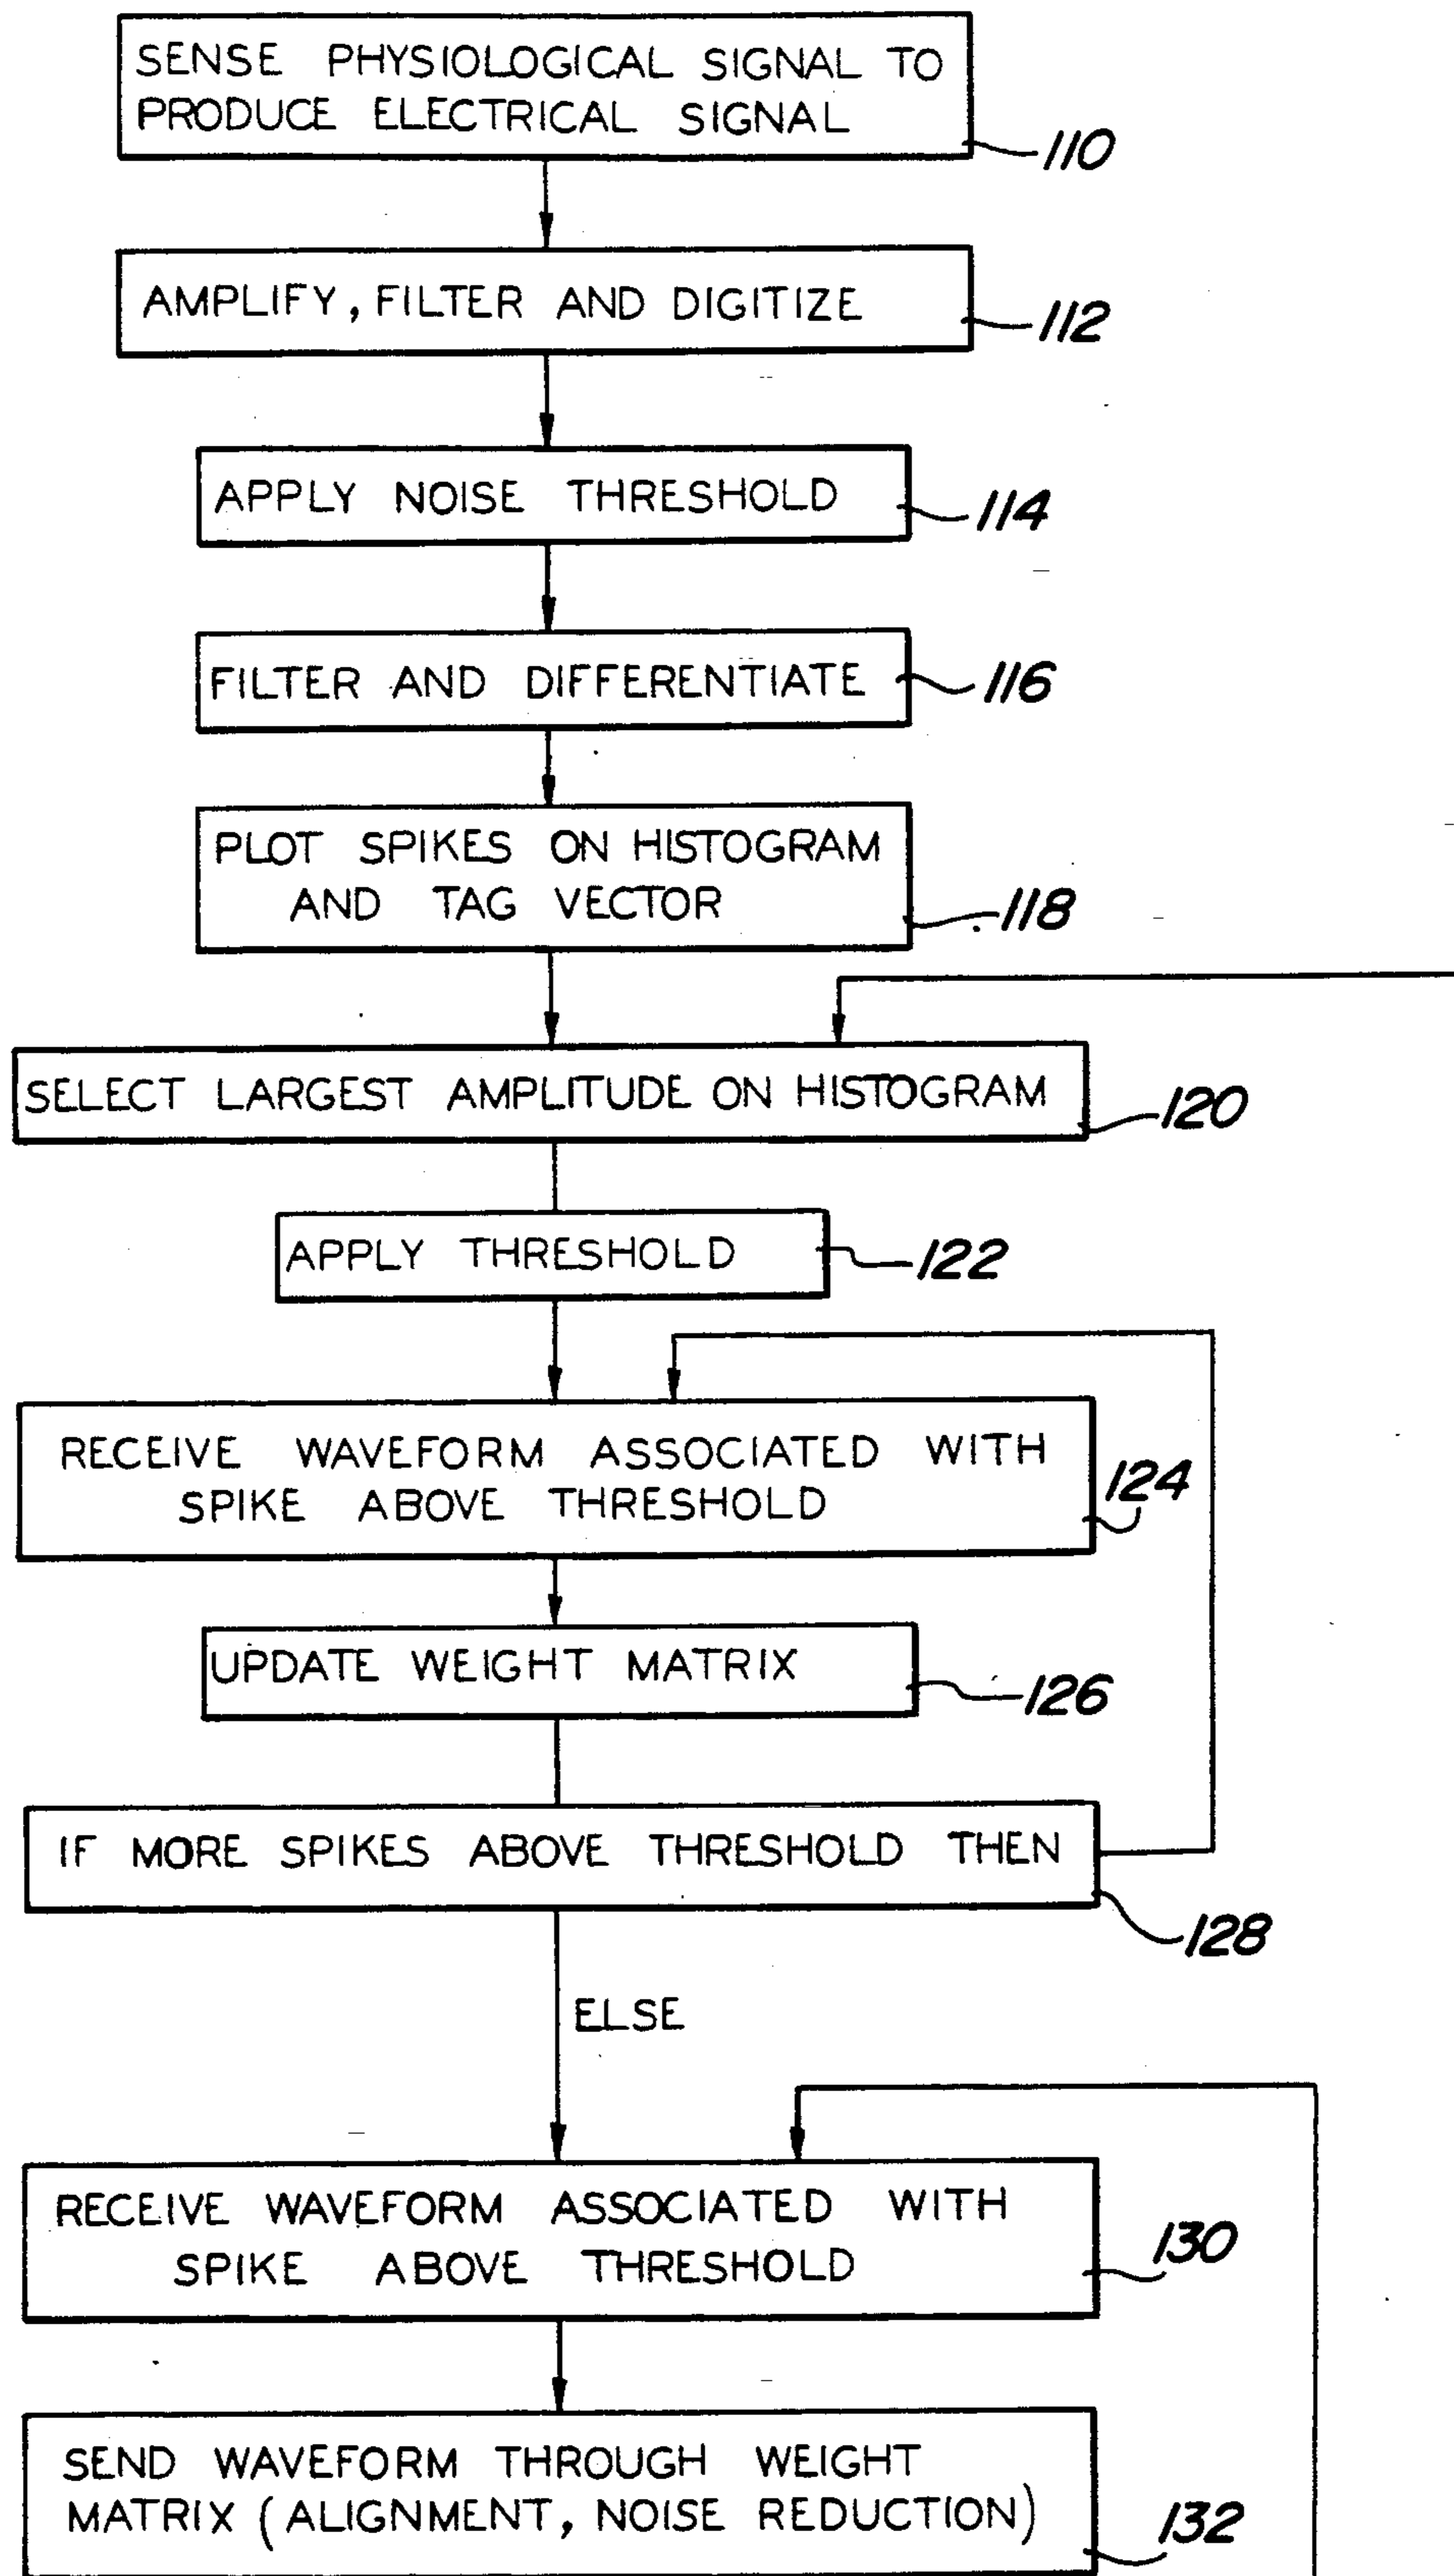 SENSE PHYSIOLOGICAL SIGNAL TO
PRODUCE ELECTRICAL SIGNAL
110
AMPLIFY, FILTER AND DIGITIZE
112
APPLY NOISE THRESHOLD
114
FILTER AND DIFFERENTIATE
116
PLOT SPIKES ON HISTOGRAM
AND TAG VECTOR
118
SELECT LARGEST AMPLITUDE ON HISTOGRAM
120
APPLY THRESHOLD
122
RECEIVE WAVEFORM ASSOCIATED WITH
SPIKE ABOVE THRESHOLD
124
UPDATE WEIGHT MATRIX
126
IF MORE SPIKES ABOVE THRESHOLD THEN
128
ELSE
RECEIVE WAVEFORM ASSOCIATED WITH
SPIKE ABOVE THRESHOLD
130
SEND WAVEFORM THROUGH WEIGHT
MATRIX (ALIGNMENT, NOISE REDUCTION)
132